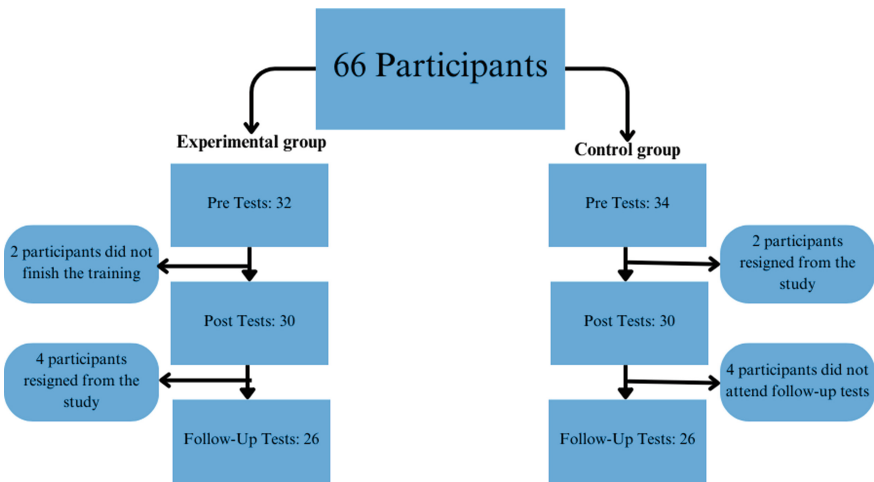 66 Participants
Experimental group
Control group
Pre Tests: 32
Pre Tests: 34
2 participants did not
finish the training
2 participants
resigned from the
study
Post Tests: 30
Post Tests: 30
4 participants
resigned from the
study
4 participants did not
attend follow-up tests
Follow-Up Tests: 26
Follow-Up Tests: 26